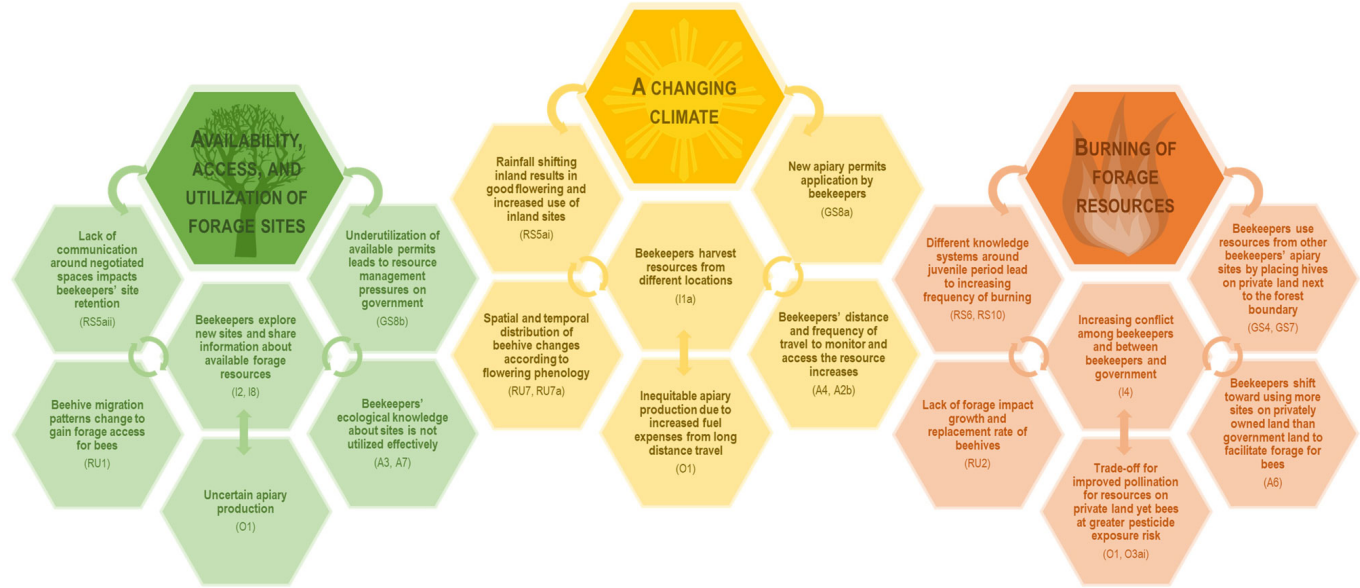 AVAILABILITY,
ACCESS, AND
UTILIZATION OF
FORAGE SITES
Lack of
communication
around negotiated
spaces impacts
beekeepers' site
retention
(RS5aii)
Underutilization of
available permits
leads to resource
management
pressures on
government
(GS8b)
Beekeepers explore
new sites and share
information about
available forage
resources
(I2, I8)
Beehive migration
patterns change to
gain forage access
for bees
(RU1)
Beekeepers'
ecological knowledge
about sites is not
utilized effectively
(A3, A7)
Uncertain apiary
production
(O1)
A CHANGING
CLIMATE
Rainfall shifting
inland results in
good flowering and
increased use of
inland sites
(RS5ai)
New apiary permits
application by
beekeepers
(GS8a)
Beekeepers harvest
resources from
different locations
(I1a)
Spatial and temporal
distribution of
beehive changes
according to
flowering phenology
(RU7, RU7a)
Beekeepers' distance
and frequency of
travel to monitor and
access the resource
increases
(A4, A2b)
Inequitable apiary
production due to
increased fuel
expenses from long
distance travel
(O1)
BURNING OF
FORAGE
RESOURCES
Different knowledge
systems around
juvenile period lead
to increasing
frequency of burning
(RS6, RS10)
Beekeepers use
resources from other
beekeepers' apiary
sites by placing hives
on private land next
to the forest
boundary
(GS4, GS7)
Increasing conflict
among beekeepers
and between
beekeepers and
government
(I4)
Lack of forage impact
growth and
replacement rate of
beehives
(RU2)
Beekeepers shift
toward using more
sites on privately
owned land than
government land to
facilitate forage for
bees
(A6)
Trade-off for
improved pollination
for resources on
private land yet bees
at greater pesticide
exposure risk
(O1, O3ai)